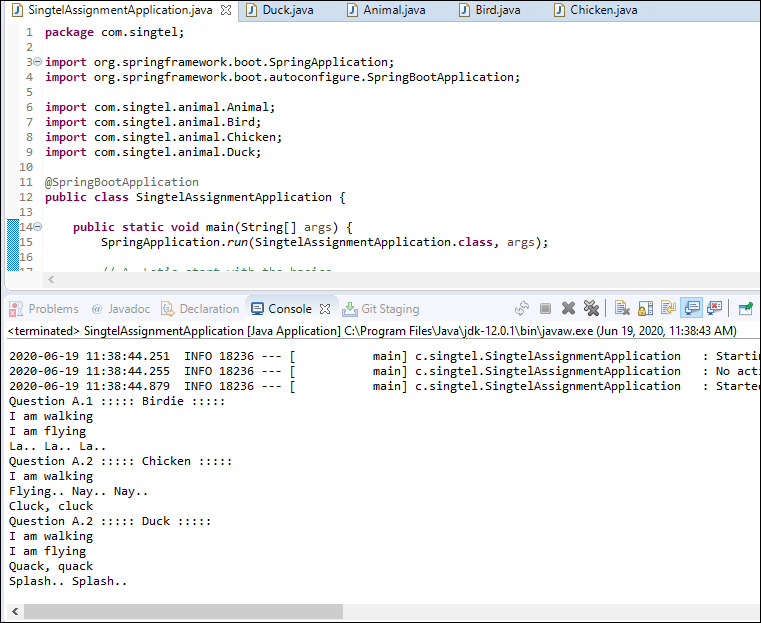 SingtelAssignmentApplication.java Duck.java Animal.java Bird.java Chicken.java
1 package com.singtel;
2
3 import org.springframework.boot.SpringApplication;
4 import org.springframework.boot.autoconfigure.SpringBootApplication;
5
6 import com.singtel.animal.Animal;
7 import com.singtel.animal.Bird;
8 import com.singtel.animal.Chicken;
9 import com.singtel.animal.Duck;
10
11 @SpringBootApplication
12 public class SingtelAssignmentApplication {
13
14 public static void main(String[] args) {
15 SpringApplication.run(SingtelAssignmentApplication.class, args);
16
17 // A. Let's start with the basics
Problems @ Javadoc Declaration Console Git Staging
<terminated> SingtelAssignmentApplication [Java Application] C:\Program Files\Java\jdk-12.0.1\bin\javaw.exe (Jun 19, 2020, 11:38:43 AM)
2020-06-19 11:38:44.251 INFO 18236 --- [ main] c.singtel.SingtelAssignmentApplication : Starti
2020-06-19 11:38:44.255 INFO 18236 --- [ main] c.singtel.SingtelAssignmentApplication : No acti
2020-06-19 11:38:44.879 INFO 18236 --- [ main] c.singtel.SingtelAssignmentApplication : Starte
Question A.1 ::::: Birdie :::::
I am walking
I am flying
La.. La.. La..
Question A.2 ::::: Chicken :::::
I am walking
Flying.. Nay.. Nay..
Cluck, cluck
Question A.2 ::::: Duck :::::
I am walking
I am flying
Quack, quack
Splash.. Splash..